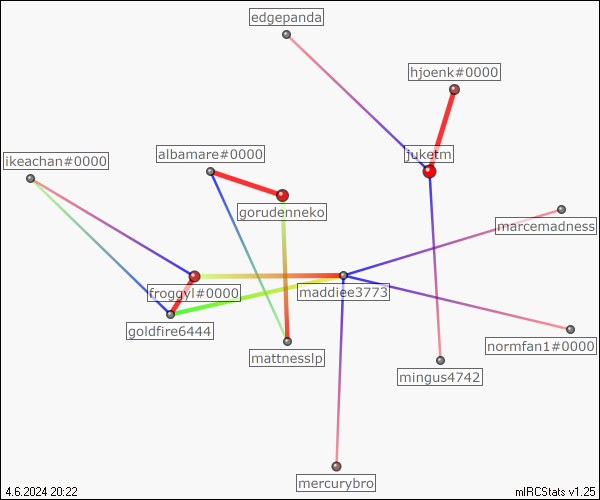 edgepanda
hjoenk#0000
juketm
albamare#0000
ikeachan#0000
gorudenneko
marcemadness
froggyl#0000
maddiee3773
goldfire6444
mattnesslp
normfan1#0000
mingus4742
mercurybro
4.6.2024 20:22
mIRCStats v1.25